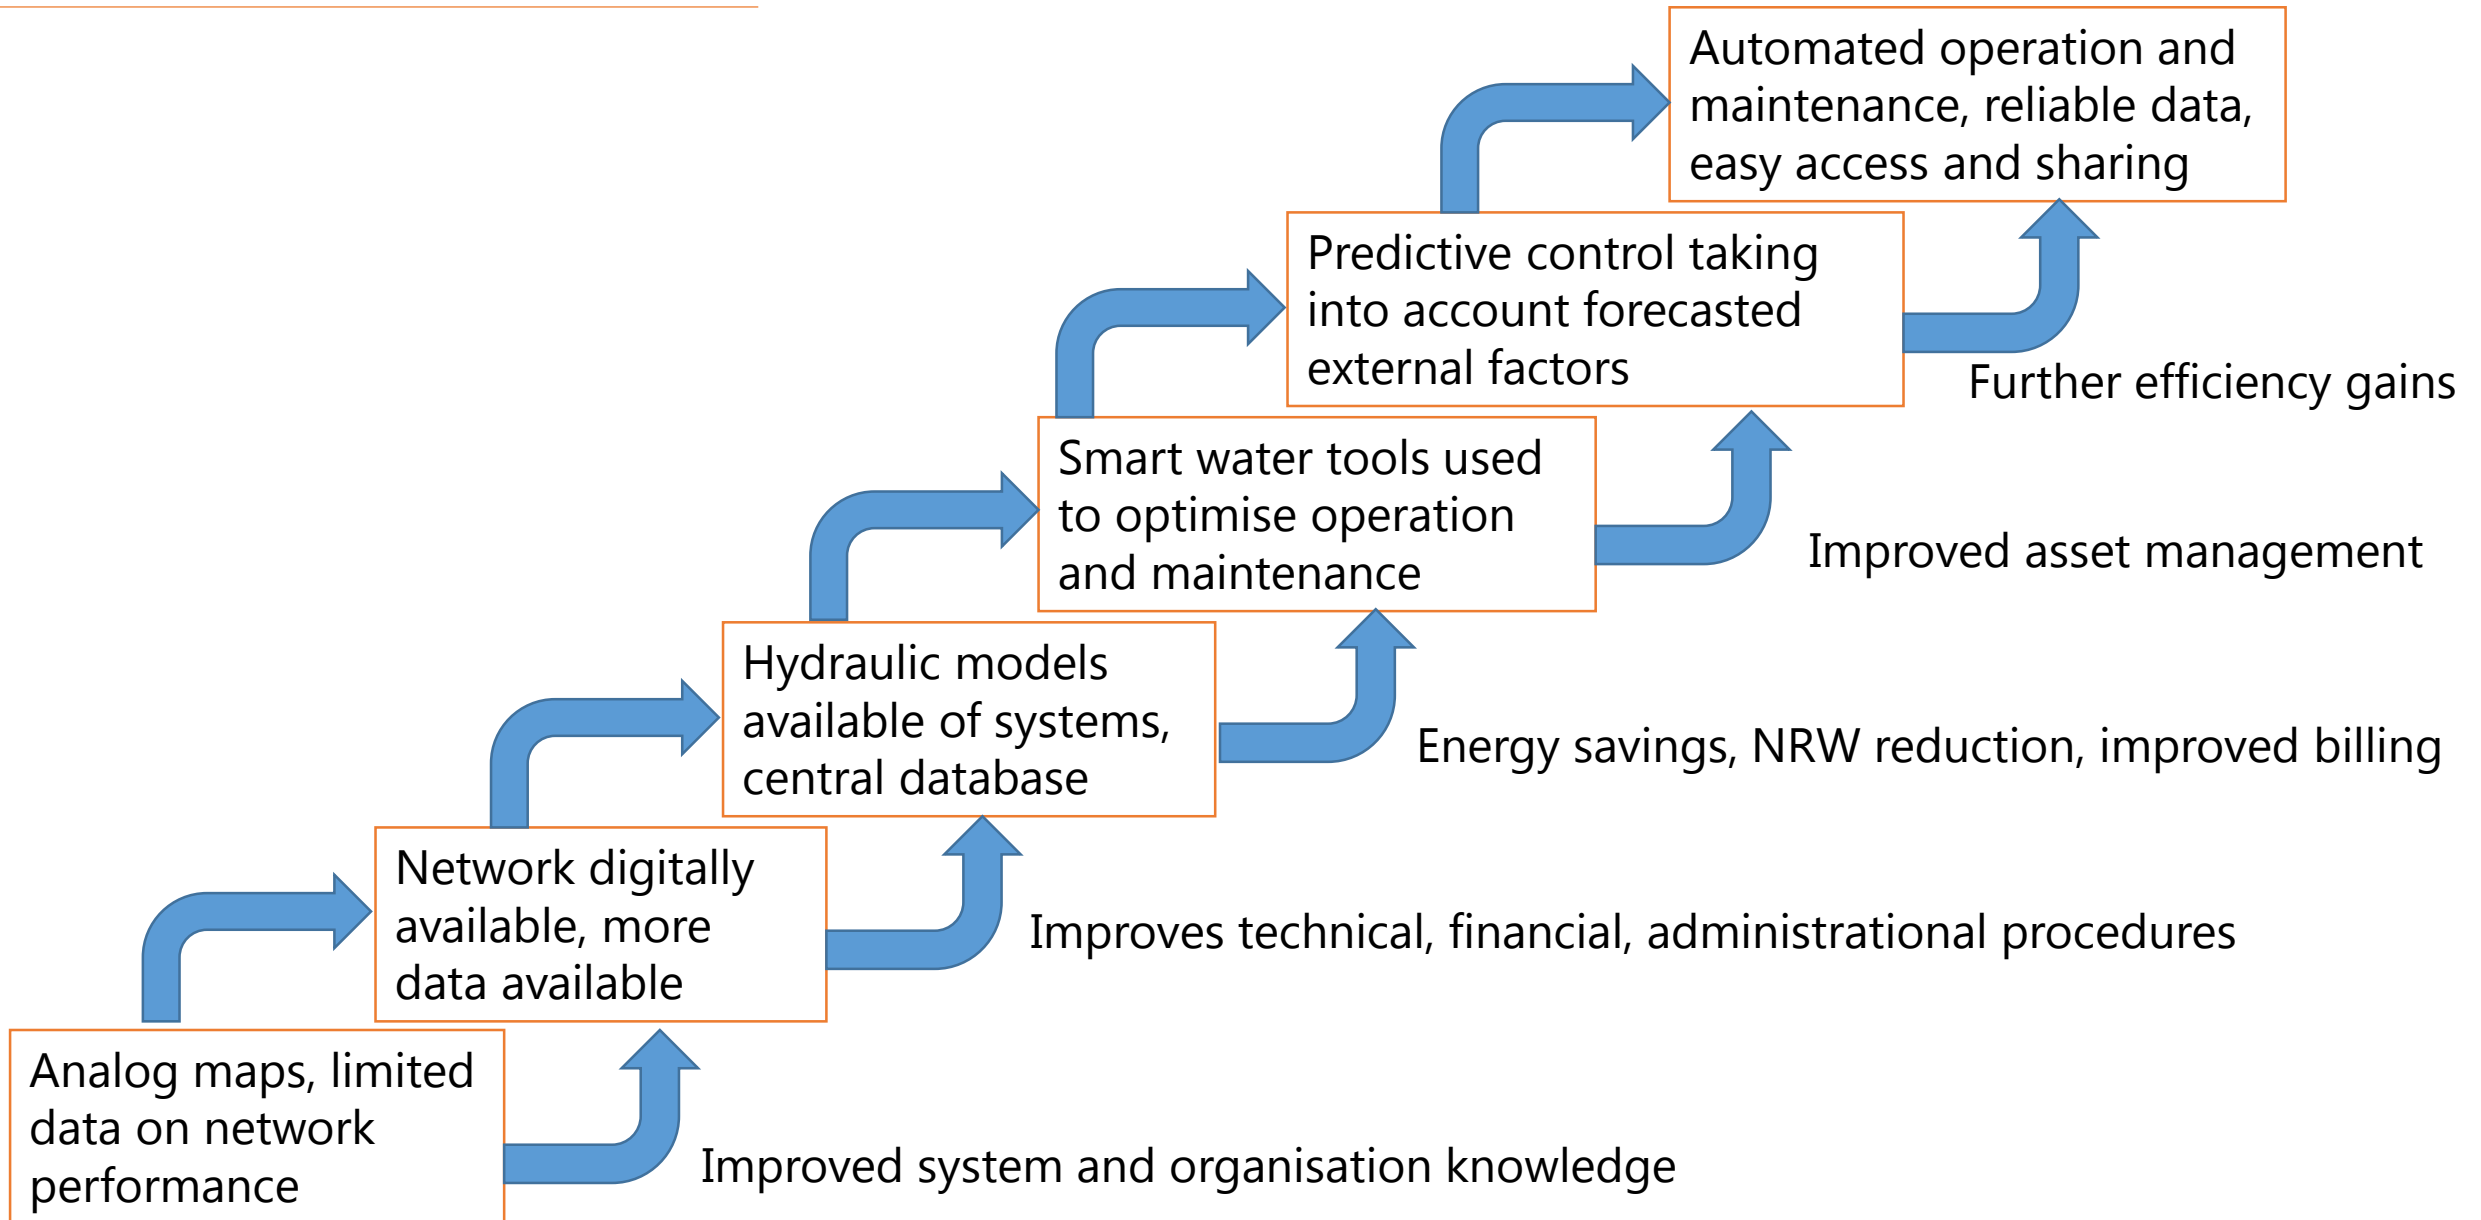 Automated operation and
maintenance, reliable data,
easy access and sharing
Predictive control taking
into account forecasted
external factors
Further efficiency gains
Smart water tools used
to optimise operation
and maintenance
Improved asset management
Hydraulic models
available of systems,
central database
Energy savings, NRW reduction, improved billing
Network digitally
available, more
data available
Improves technical, financial, administrational procedures
Analog maps, limited
data on network
performance
Improved system and organisation knowledge